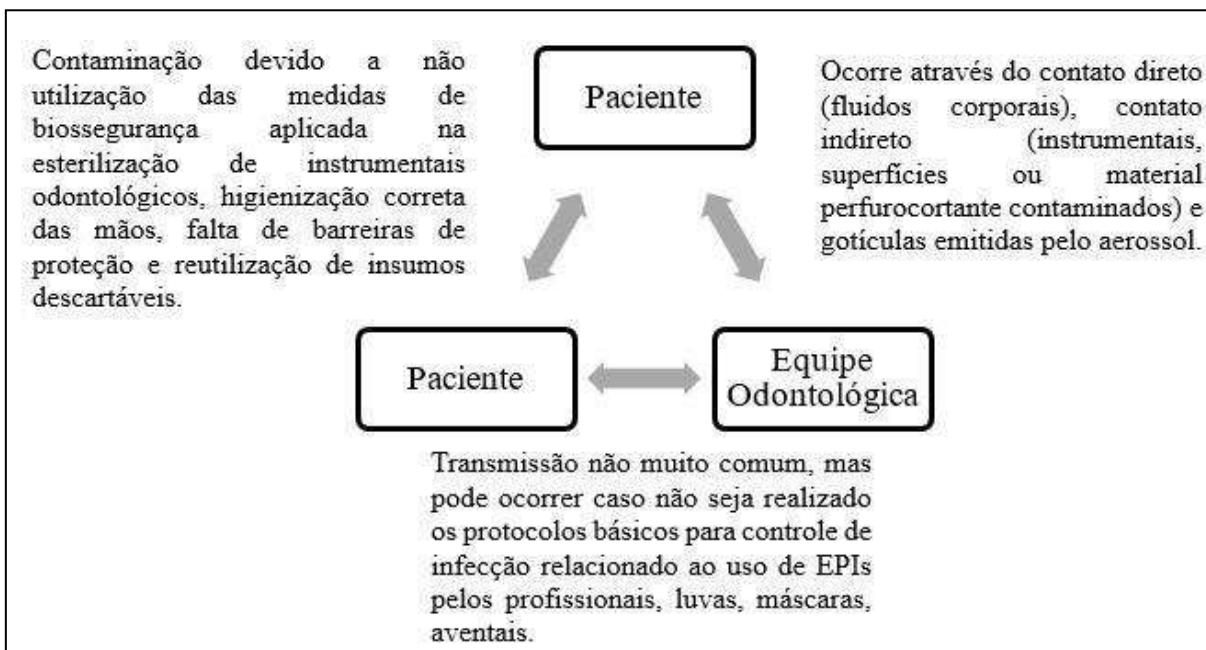 Contaminação devido a não
utilização das medidas de
biossegurança aplicada na
esterilização de instrumentais
odontológicos, higienização correta
das mãos, falta de barreiras de
proteção e reutilização de insumos
descartáveis.
Paciente
Ocorre através do contato direto
(fluidos corporais), contato
indireto (instrumentais,
superfícies ou material
perfurocortante contaminados) e
gotículas emitidas pelo aerossol.
Paciente
Equipe
Odontológica
Transmissão não muito comum, mas
pode ocorrer caso não seja realizado
os protocolos básicos para controle de
infecção relacionado ao uso de EPIs
pelos profissionais, luvas, máscaras,
aventais.